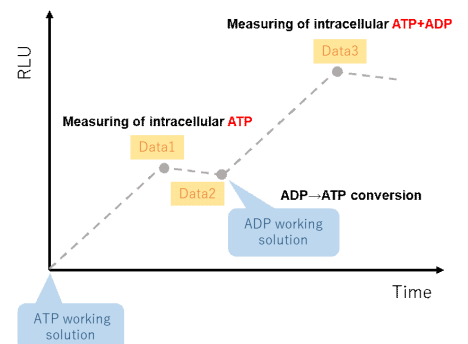 Measuring of intracellular ATP+ADP
Data3
RLU
Measuring of intracellular ATP
Data1
Data2
ADP→ATP conversion
ADP working
solution
Time
ATP working
solution